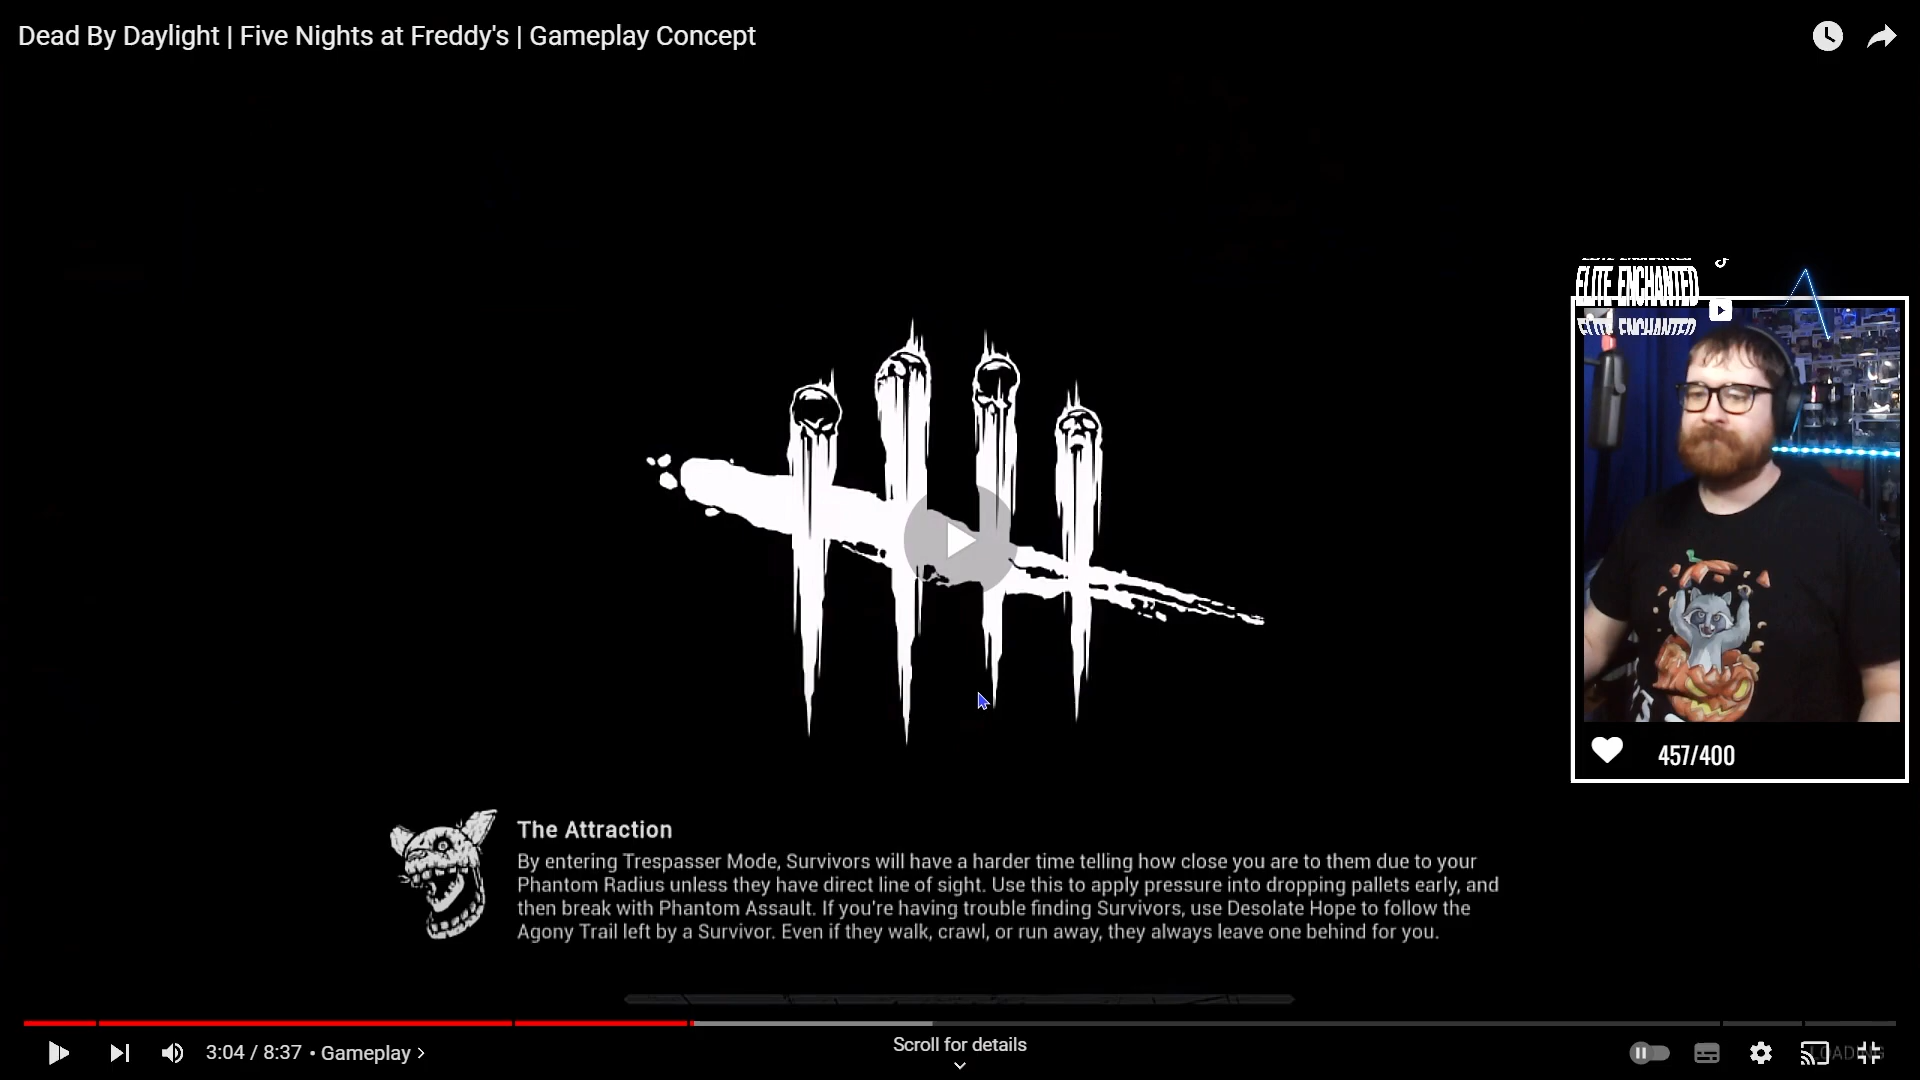 Dead By Daylight | Five Nights at Freddy's | Gameplay Concept
ELITE ENCHANTED
ELITE ENCHANTED
ELITE ENCHANTED
457/400
The Attraction
By entering Trespasser Mode, Survivors will have a harder time telling how close you are to them due to your
Phantom Radius unless they have direct line of sight. Use this to apply pressure into dropping pallets early, and
then break with Phantom Assault. If you're having trouble finding Survivors, use Desolate Hope to follow the
Agony Trail left by a Survivor. Even if they walk, crawl, or run away, they always leave one behind for you.
3:04 / 8:37 • Gameplay >
Scroll for details
LOADING